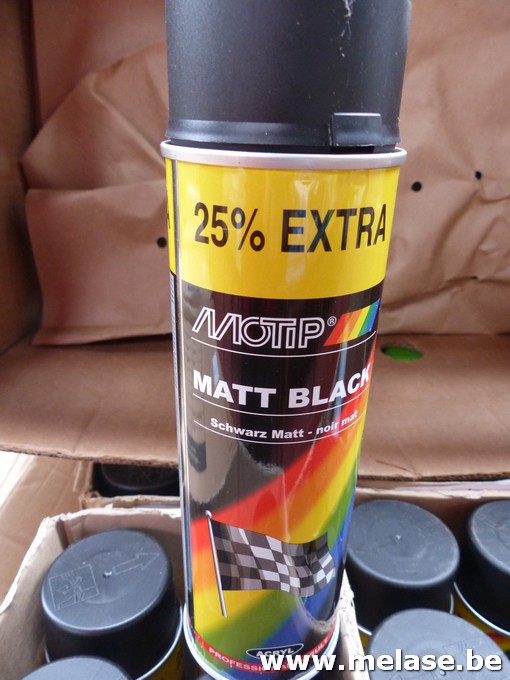 25% EXTRA
MOTIP®
MATT BLACK
Schwarz Matt - noir mat
ACRYL
www.melase.be